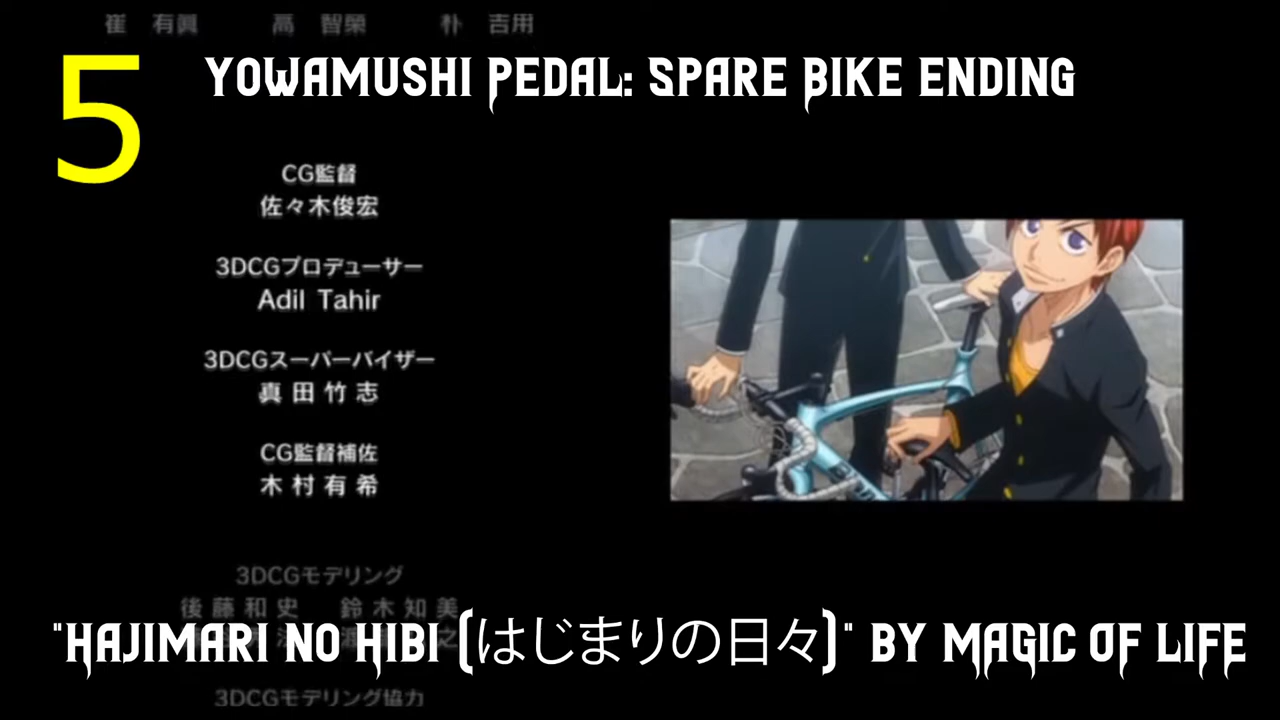 崔 有眞 高 智榮 朴 吉用
5
YOWAMUSHI PEDAL: SPARE BIKE ENDING
CG監督
佐々木俊宏
3DCGプロデューサー
Adil Tahir
3DCGスーパーバイザー
真田竹志
CG監督補佐
木村有希
3DCGモデリング
後藤和史 鈴木知美
"HAJIMARI NO HIBI (はじまりの日々)" BY MAGIC OF LIFE
3DCGモデリング協力